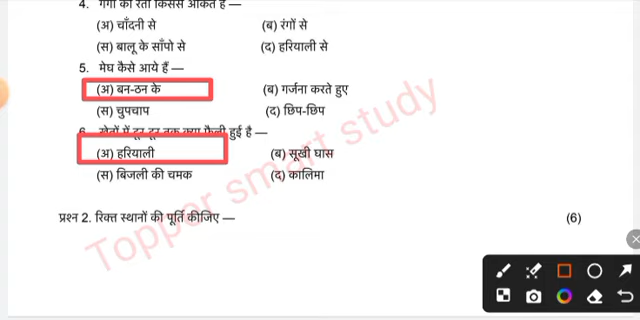 4. गंगा की रेती किससे अंकित है —
(अ) चाँदनी से (ब) रंगों से
(स) बालू के साँपो से (द) हरियाली से
5. मेघ कैसे आये हैं —
(अ) बन-ठन के (ब) गर्जना करते हुए
(स) चुपचाप (द) छिप-छिप
6. खेतों में दूर दूर तक क्या फैली हुई है —
(अ) हरियाली (ब) सूखी घास
(स) बिजली की चमक (द) कालिमा
प्रश्न 2. रिक्त स्थानों की पूर्ति कीजिए — (6)
Topper smart study